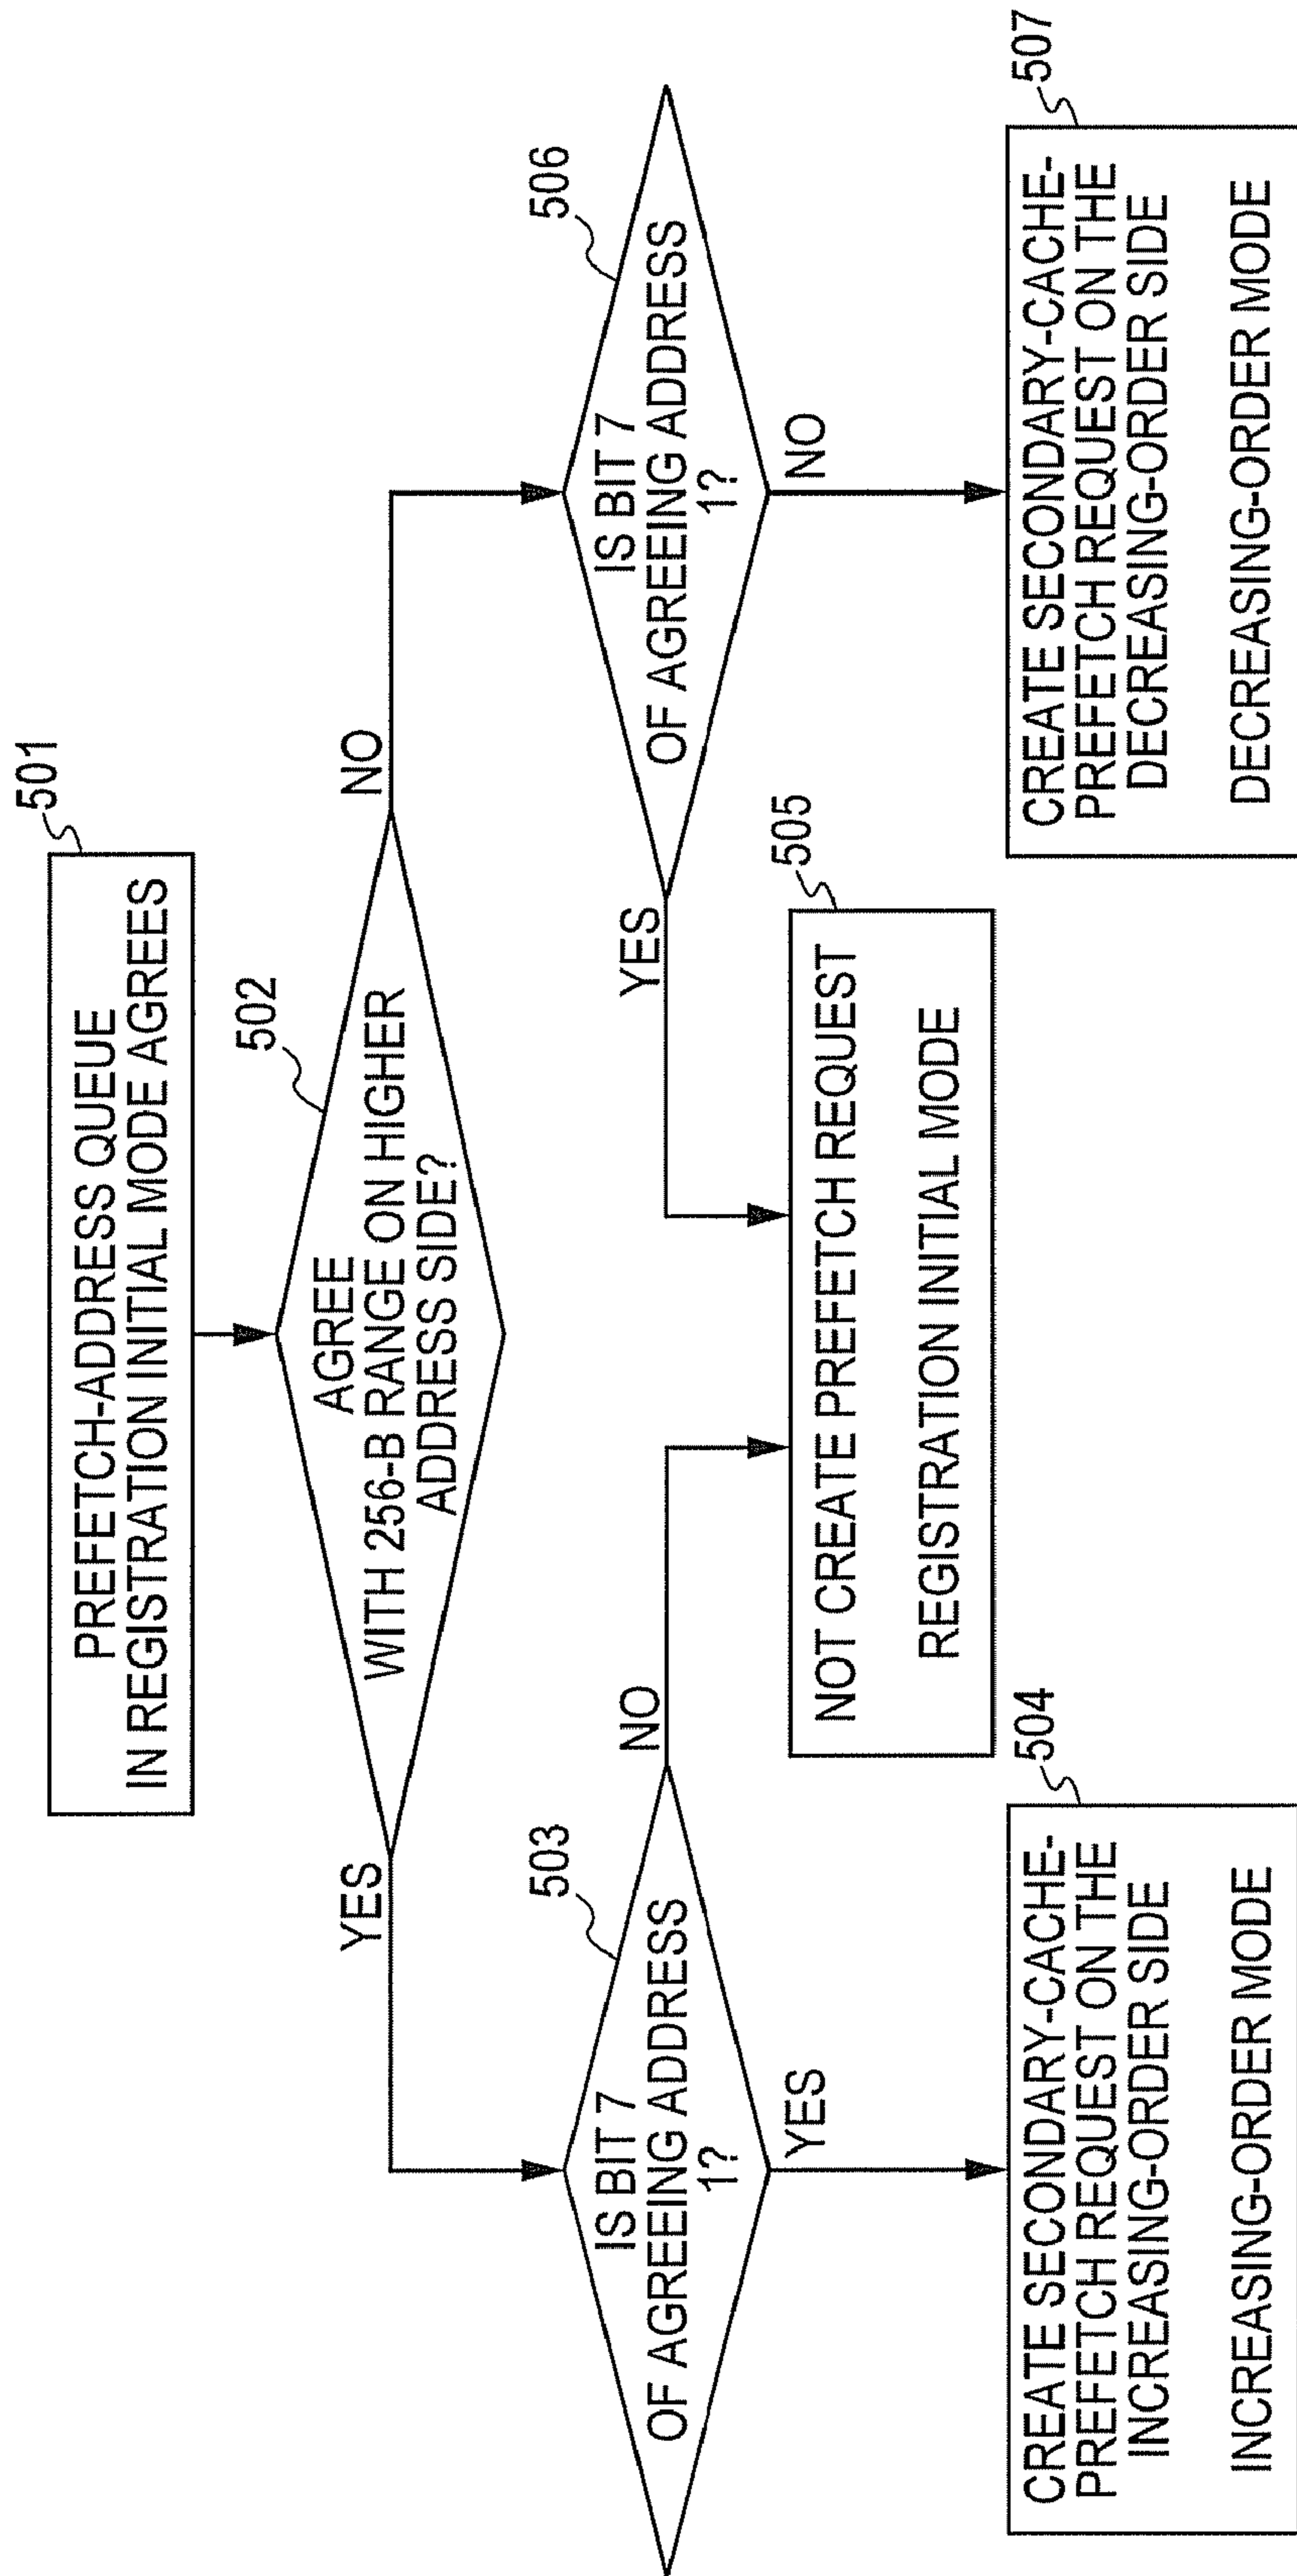 501
PREFETCH-ADDRESS QUEUE
IN REGISTRATION INITIAL MODE AGREES
502
AGREE
WITH 256-B RANGE ON HIGHER
ADDRESS SIDE?
YES
NO
503
IS BIT 7
OF AGREEING ADDRESS
1?
NO
YES
506
IS BIT 7
OF AGREEING ADDRESS
1?
YES
NO
504
CREATE SECONDARY-CACHE-
PREFETCH REQUEST ON THE
INCREASING-ORDER SIDE
INCREASING-ORDER MODE
505
NOT CREATE PREFETCH REQUEST
REGISTRATION INITIAL MODE
507
CREATE SECONDARY-CACHE-
PREFETCH REQUEST ON THE
DECREASING-ORDER SIDE
DECREASING-ORDER MODE